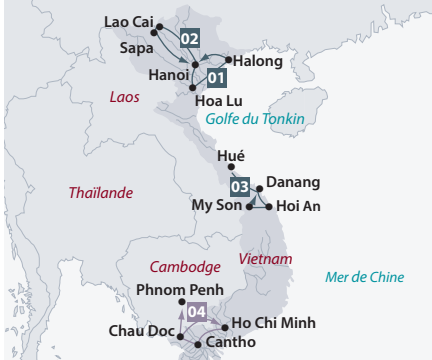 Lao Cai
02
Sapa
Halong
Hanoi
01
Laos
Hoa Lu
Golfe du Tonkin
Hué
Danang
03
Thaïlande
My Son
Hoi An
Vietnam
Cambodge
Mer de Chine
Phnom Penh
04
Ho Chi Minh
Chau Doc
Cantho